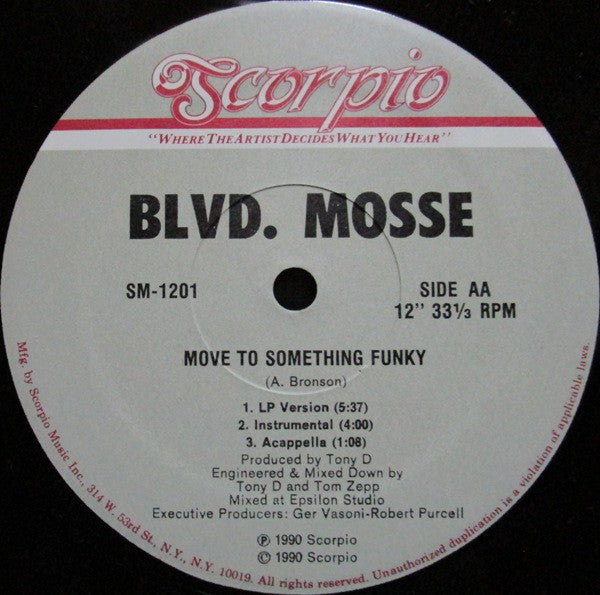 Scorpio
"WHERE THE ARTIST DECIDES WHAT YOU HEAR"
BLVD. MOSSE
SM-1201
SIDE AA
12" 33⅓ RPM
MOVE TO SOMETHING FUNKY
(A. Bronson)
1. LP Version (5:37)
2. Instrumental (4:00)
3. Acappella (1:08)
Produced by Tony D
Engineered & Mixed Down by
Tony D and Tom Zepp
Mixed at Epsilon Studio
Executive Producers: Ger Vasoni-Robert Purcell
℗ 1990 Scorpio
© 1990 Scorpio
Mfg. by Scorpio Music Inc., 314 W. 53rd St., N.Y., N.Y. 10019. All rights reserved. Unauthorized duplication is a violation of applicable laws.